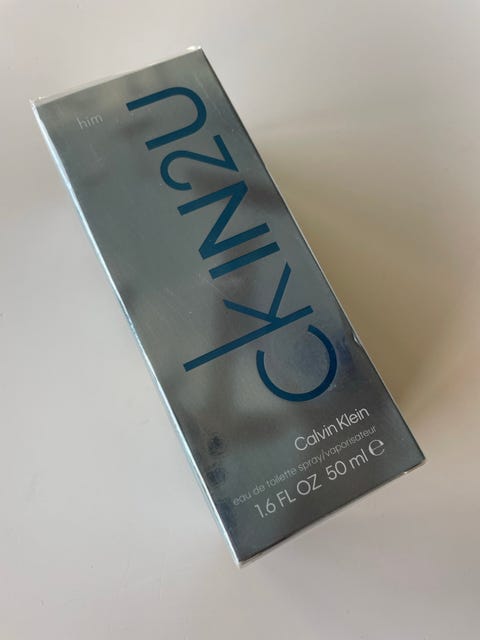 him
ckIN2U
Calvin Klein
eau de toilette spray/vaporisateur
1.6 FL OZ 50 ml ℮